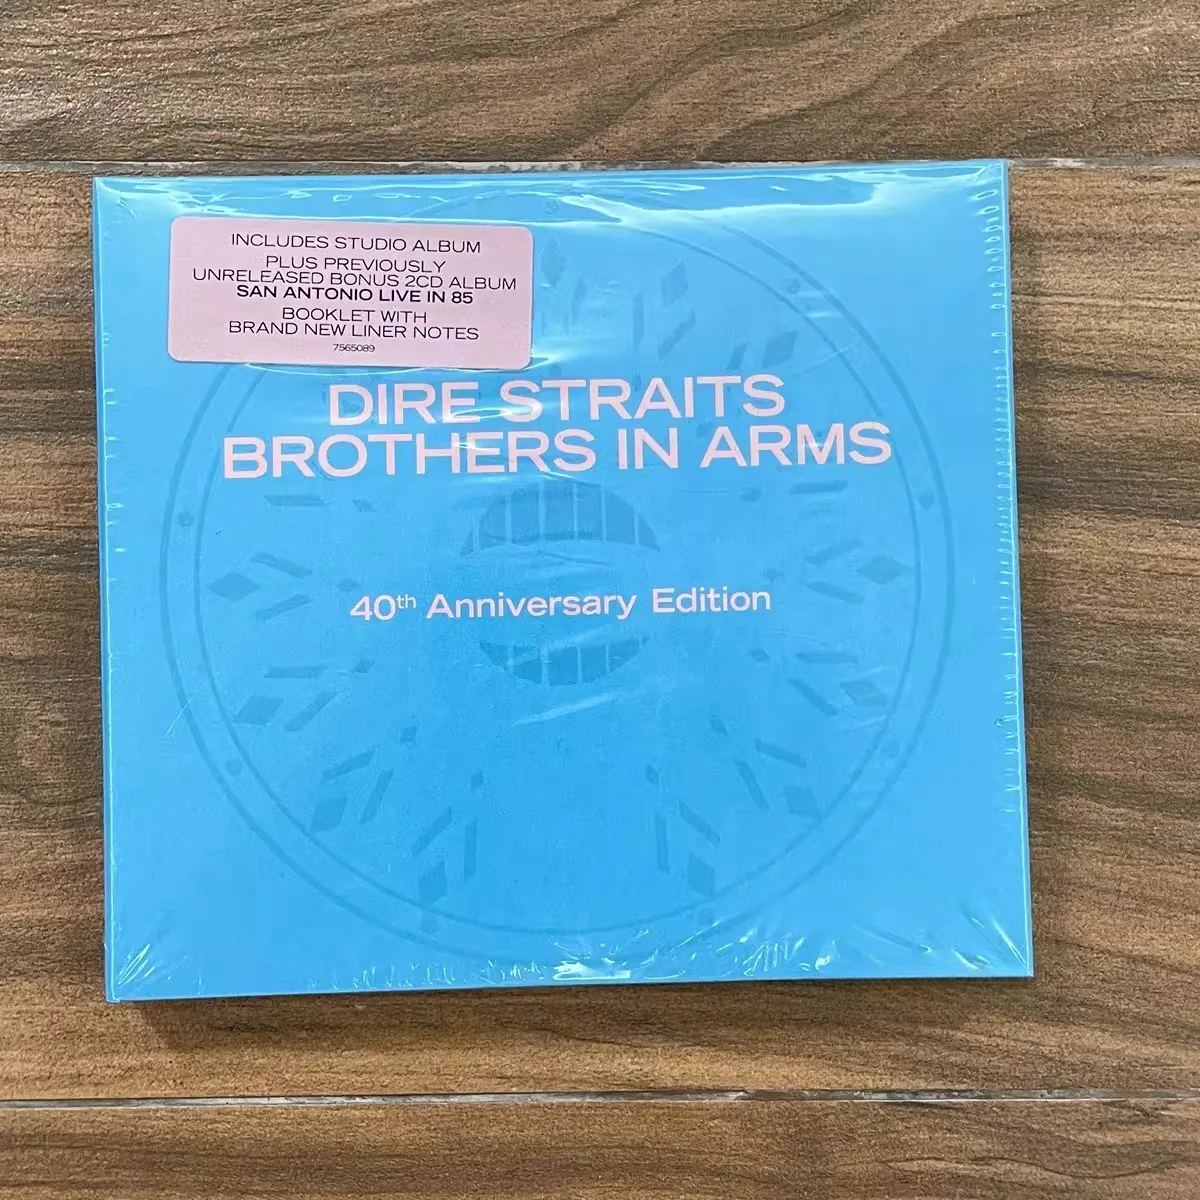 INCLUDES STUDIO ALBUM
PLUS PREVIOUSLY
UNRELEASED BONUS 2CD ALBUM
SAN ANTONIO LIVE IN 85
BOOKLET WITH
BRAND NEW LINER NOTES
7565089
DIRE STRAITS
BROTHERS IN ARMS
40th Anniversary Edition